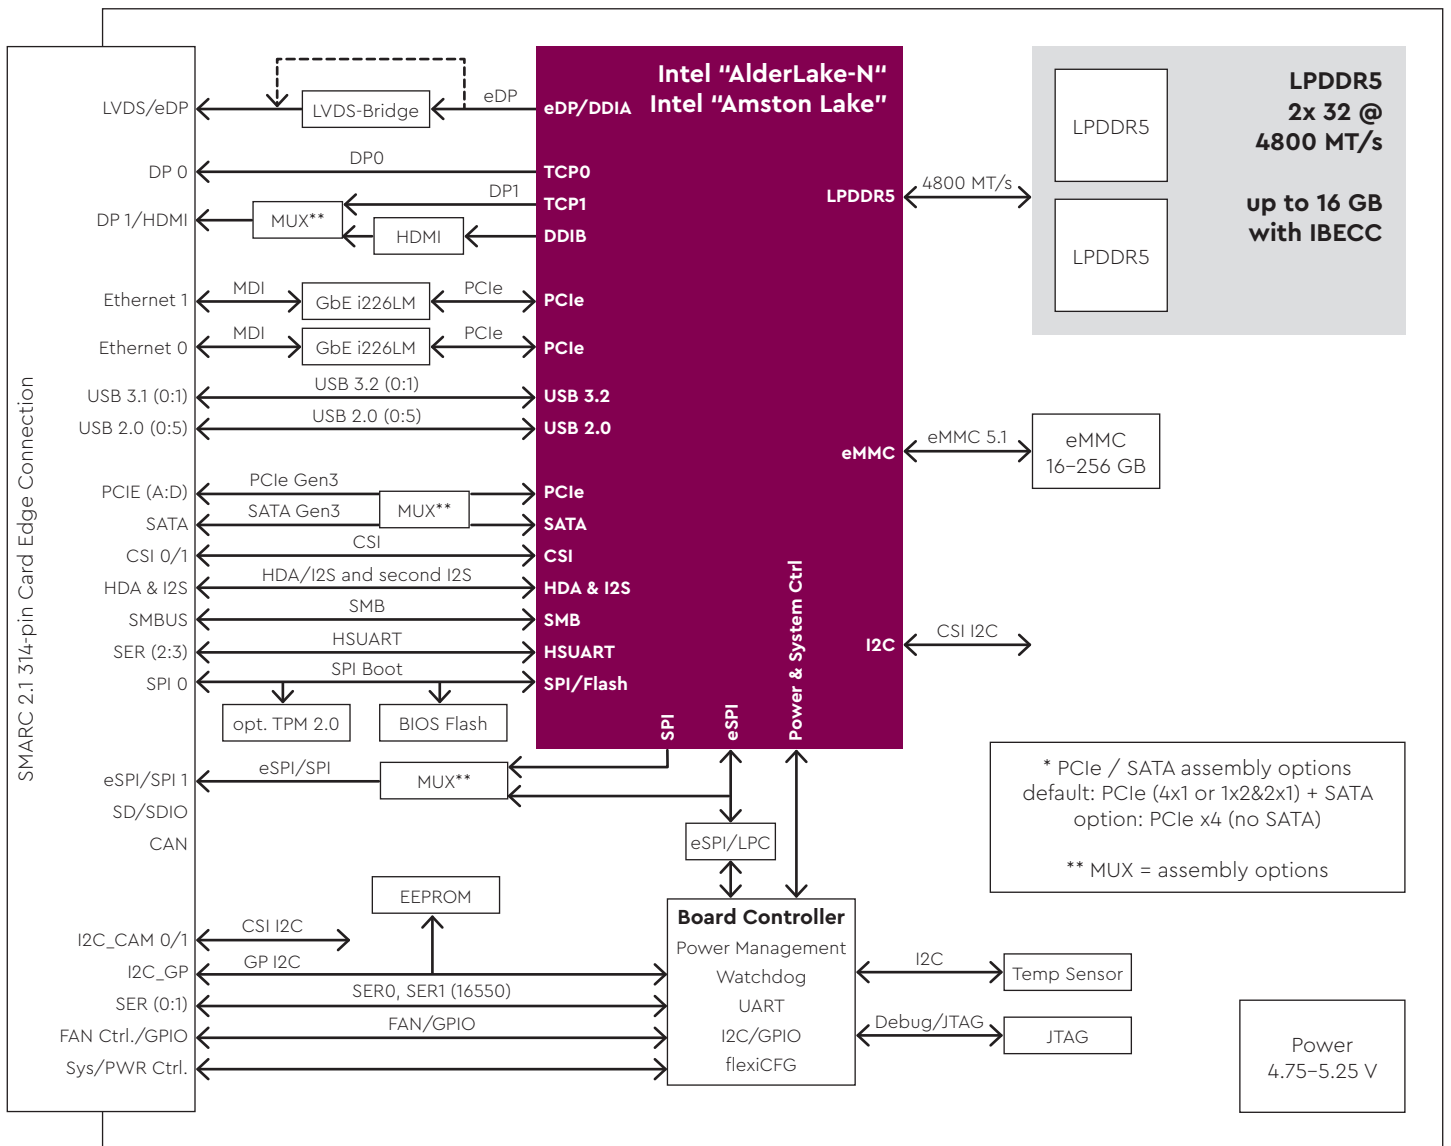 SMARC 2.1 314-pin Card Edge Connection
LVDS/eDP
DP 0
DP 1/HDMI
Ethernet 1
Ethernet 0
USB 3.1 (0:1)
USB 2.0 (0:5)
PCIE (A:D)
SATA
CSI 0/1
HDA & I2S
SMBUS
SER (2:3)
SPI 0
eSPI/SPI 1
SD/SDIO
CAN
I2C_CAM 0/1
I2C_GP
SER (0:1)
FAN Ctrl./GPIO
Sys/PWR Ctrl.
LVDS-Bridge
eDP
DP0
DP1
MUX**
HDMI
MDI
GbE i226LM
PCIe
MDI
GbE i226LM
PCIe
USB 3.2 (0:1)
USB 2.0 (0:5)
PCIe Gen3
SATA Gen3
MUX**
CSI
HDA/I2S and second I2S
SMB
HSUART
SPI Boot
opt. TPM 2.0
BIOS Flash
eSPI/SPI
MUX**
EEPROM
CSI I2C
GP I2C
SER0, SER1 (16550)
FAN/GPIO
Intel “AlderLake-N“
Intel “Amston Lake”
eDP/DDIA
TCP0
TCP1
DDIB
PCIe
PCIe
USB 3.2
USB 2.0
PCIe
SATA
CSI
HDA & I2S
SMB
HSUART
SPI/Flash
LPDDR5
eMMC
I2C
SPI
eSPI
Power & System Ctrl
eSPI/LPC
Board Controller
Power Management
Watchdog
UART
I2C/GPIO
flexiCFG
4800 MT/s
LPDDR5
LPDDR5
LPDDR5
2x 32 @
4800 MT/s
up to 16 GB
with IBECC
eMMC 5.1
eMMC
16–256 GB
CSI I2C
* PCIe / SATA assembly options
default: PCIe (4x1 or 1x2&2x1) + SATA
option: PCIe x4 (no SATA)
** MUX = assembly options
I2C
Temp Sensor
Debug/JTAG
JTAG
Power
4.75–5.25 V